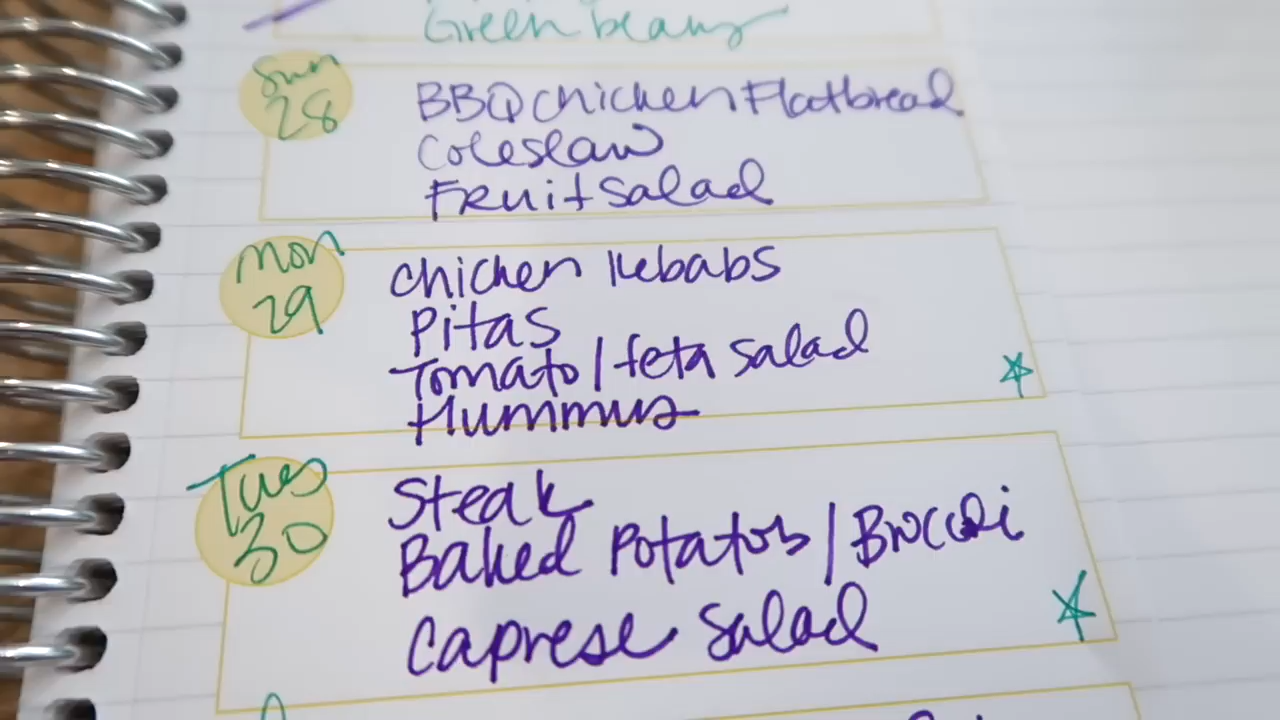 Green beans
Sun
28
BBQ chicken Flatbread
Coleslaw
Fruit Salad
Mon
29
chicken kebabs
Pitas
Tomato/feta salad
Hummus
Tues
30
Steak
Baked Potatoes/Broccoli
Caprese Salad